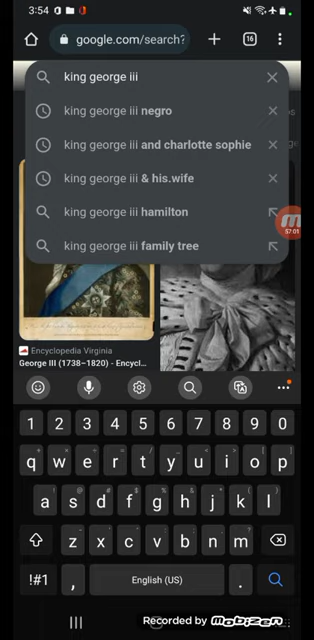 3:54
google.com/search?
16
king george iii
king george iii negro
king george iii and charlotte sophie
king george iii & his.wife
king george iii hamilton
king george iii family tree
57:01
Encyclopedia Virginia
George III (1738–1820) - Encycl...
1 2 3 4 5 6 7 8 9 0
q w e r t y u i o p
a s d f g h j k l
z x c v b n m
!#1 , English (US) .
Recorded by mobizen